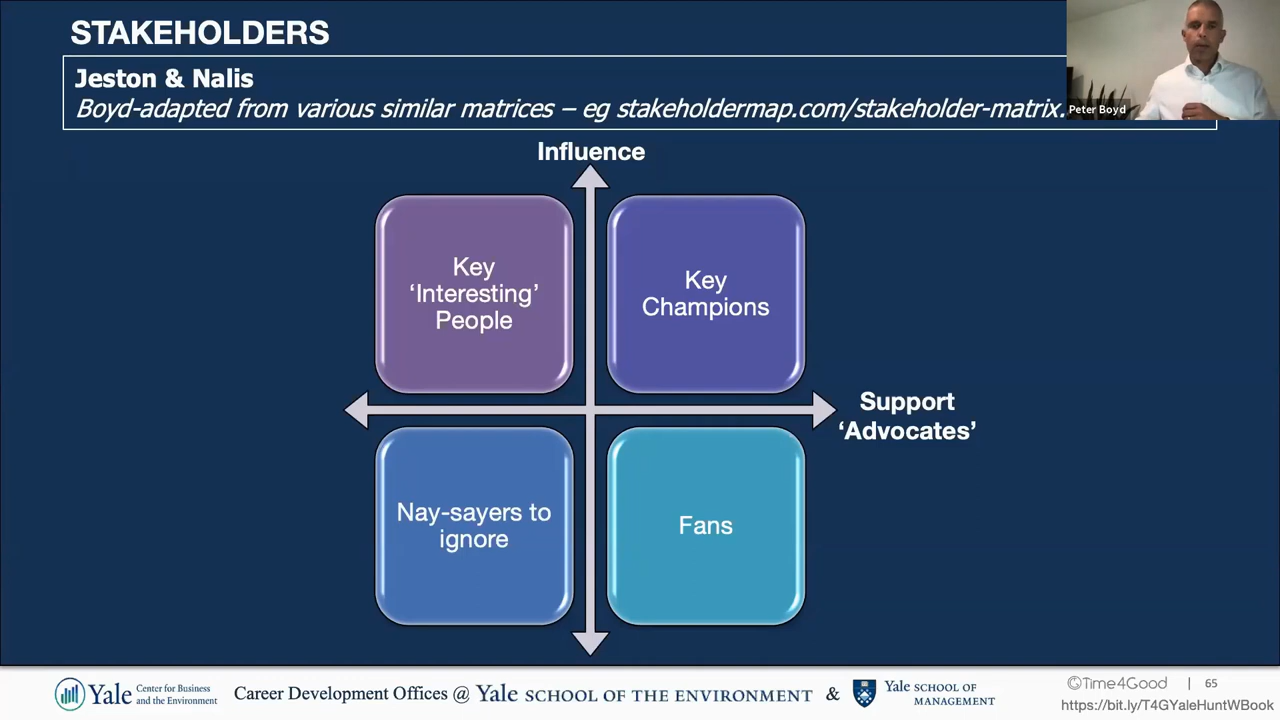 STAKEHOLDERS
Jeston & Nalis
Boyd-adapted from various similar matrices – eg stakeholdermap.com/stakeholder-matrix.
Peter Boyd
Influence
Key
‘Interesting’
People
Key
Champions
Support
‘Advocates’
Nay-sayers to
ignore
Fans
Yale Center for Business
and the Environment
Career Development Offices @ Yale SCHOOL OF THE ENVIRONMENT &
Yale SCHOOL OF
MANAGEMENT
©Time4Good | 65
https://bit.ly/T4GYaleHuntWBook